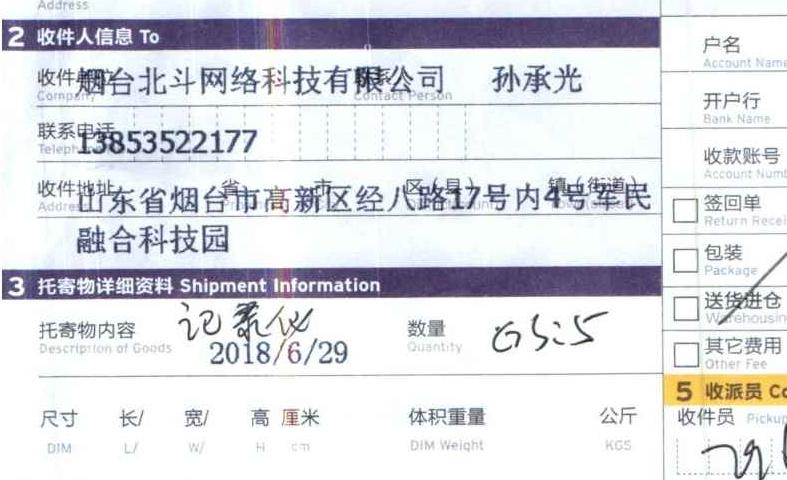 Address
2 收件人信息 To
户名
Account Name
收件单位 烟台北斗网络科技有限公司 联系人 孙承光
Company Contact Person
开户行
Bank Name
联系电话 13853522177
Telephone
收款账号
Account Numb
收件地址 省 市 区（县） 镇（街道）
Address 山东省烟台市高新区经八路17号内4号军民
融合科技园
签回单
Return Recei
包装
Package
3 托寄物详细资料 Shipment Information
送货进仓
Warehousin
托寄物内容 记录仪 数量
Description of Goods 2018/6/29 Quantity
其它费用
Other Fee
5 收派员 Co
尺寸 长/ 宽/ 高 厘米 体积重量 公斤
DIM L/ W/ H cm DIM Weight KGS
收件员 Pickup